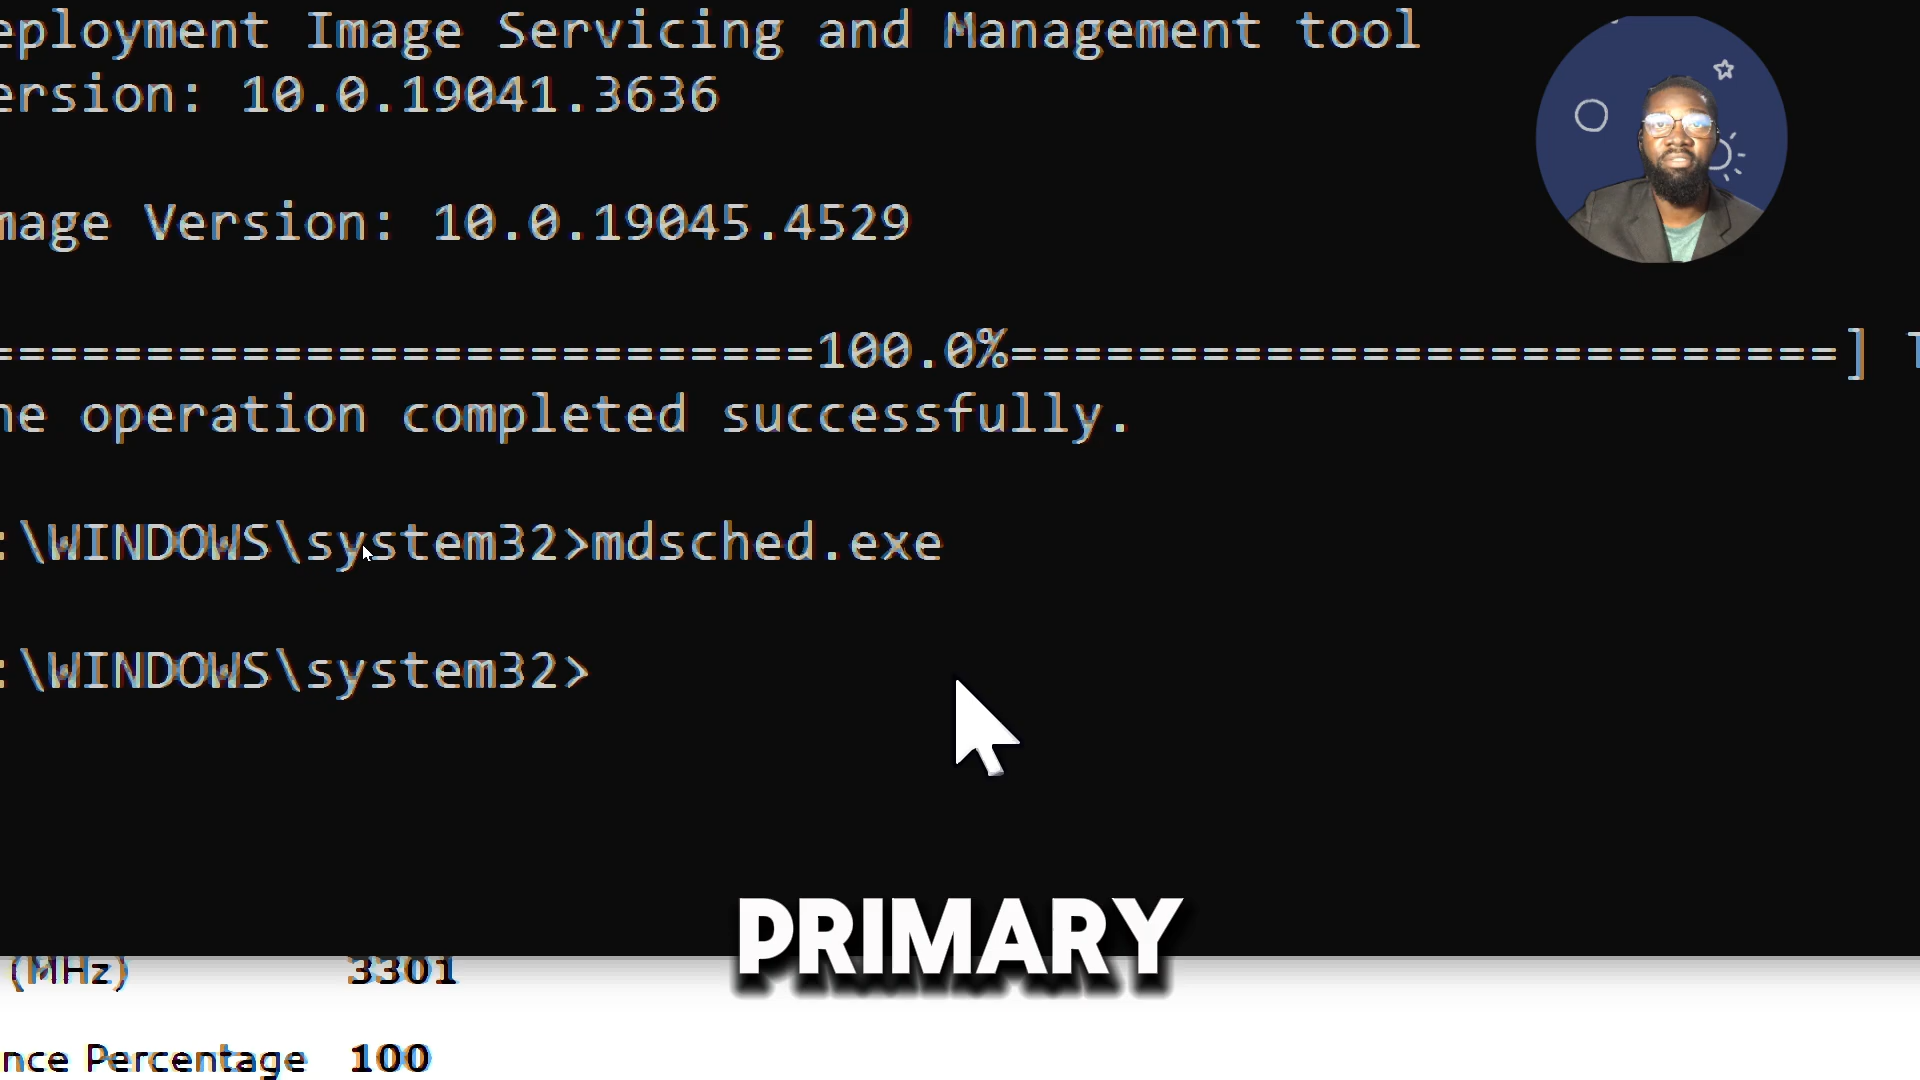 eployment Image Servicing and Management tool
ersion: 10.0.19041.3636
mage Version: 10.0.19045.4529
==========================100.0%==========================] T
he operation completed successfully.
:\WINDOWS\system32>mdsched.exe
:\WINDOWS\system32>
PRIMARY
(MHz) 3301
nce Percentage 100